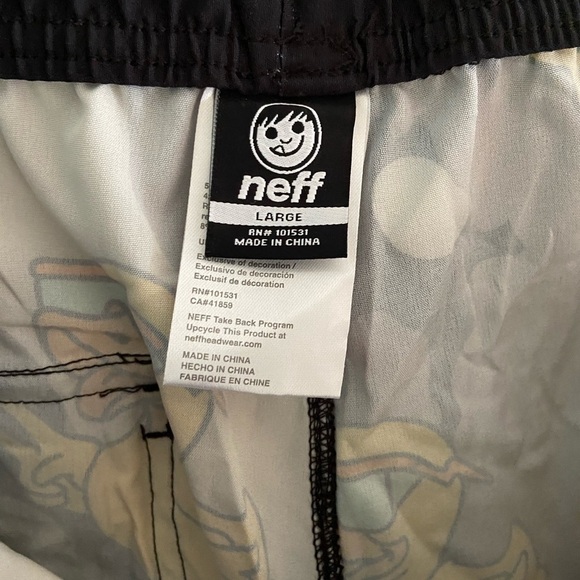 neff
LARGE
RN# 101531
MADE IN CHINA
Exclusive of decoration /
Exclusivo de decoración
Exclusif de décoration
RN#101531
CA#41859
NEFF Take Back Program
Upcycle This Product at
neffheadwear.com
MADE IN CHINA
HECHO IN CHINA
FABRIQUE EN CHINE